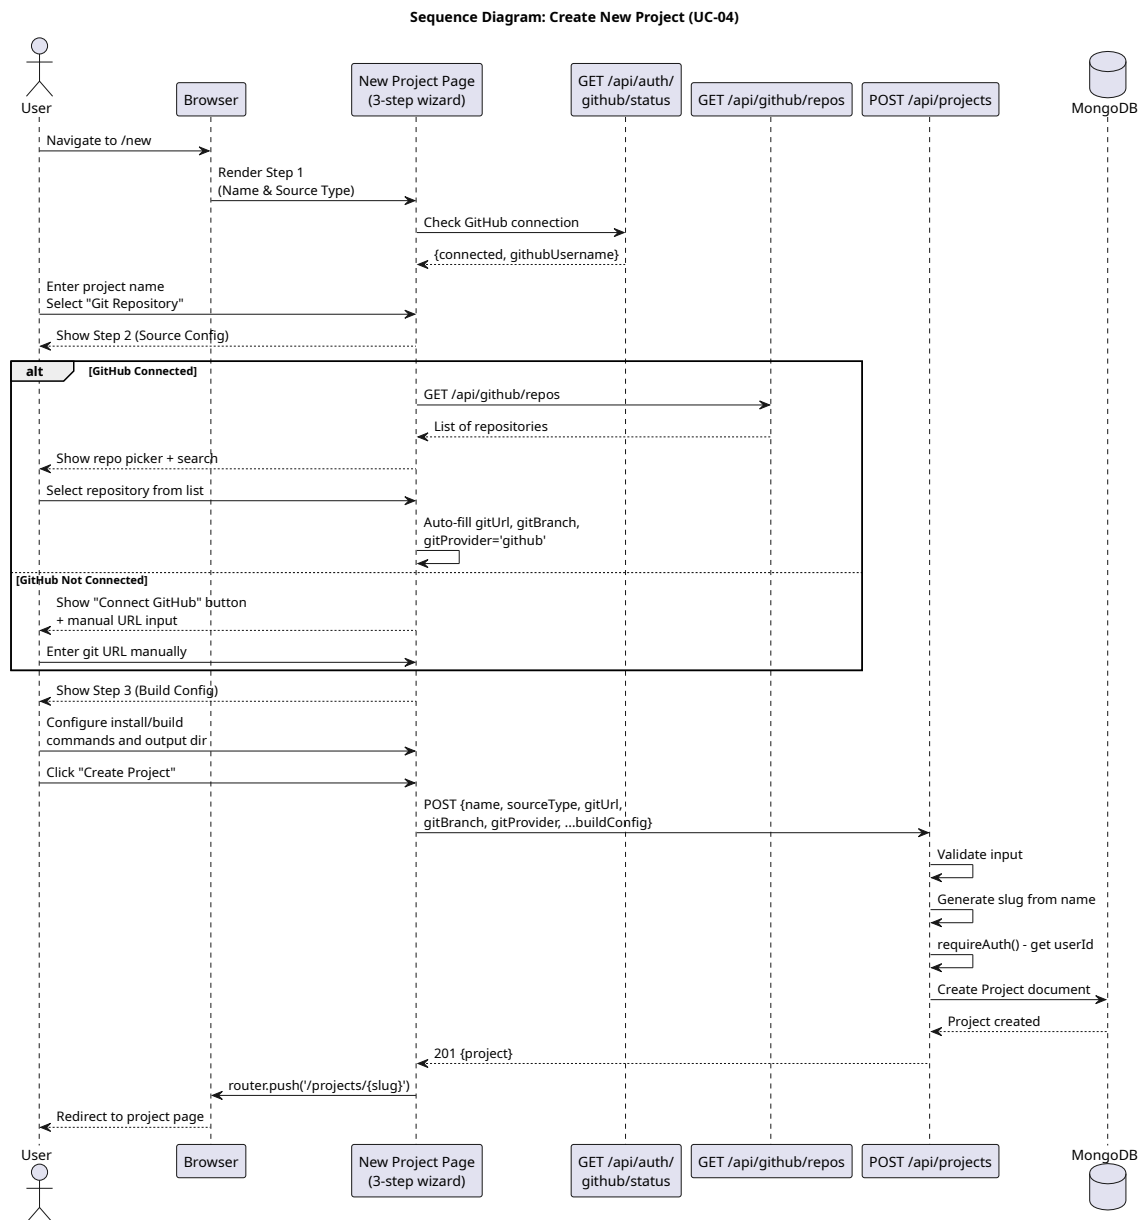 Sequence Diagram: Create New Project (UC-04)
User
Browser
New Project Page
(3-step wizard)
GET /api/auth/
github/status
GET /api/github/repos
POST /api/projects
MongoDB
Navigate to /new
Render Step 1
(Name & Source Type)
Check GitHub connection
{connected, githubUsername}
Enter project name
Select "Git Repository"
Show Step 2 (Source Config)
alt
[GitHub Connected]
GET /api/github/repos
List of repositories
Show repo picker + search
Select repository from list
Auto-fill gitUrl, gitBranch,
gitProvider='github'
[GitHub Not Connected]
Show "Connect GitHub" button
+ manual URL input
Enter git URL manually
Show Step 3 (Build Config)
Configure install/build
commands and output dir
Click "Create Project"
POST {name, sourceType, gitUrl,
gitBranch, gitProvider, ...buildConfig}
Validate input
Generate slug from name
requireAuth() - get userId
Create Project document
Project created
201 {project}
router.push('/projects/{slug}')
Redirect to project page
User
Browser
New Project Page
(3-step wizard)
GET /api/auth/
github/status
GET /api/github/repos
POST /api/projects
MongoDB